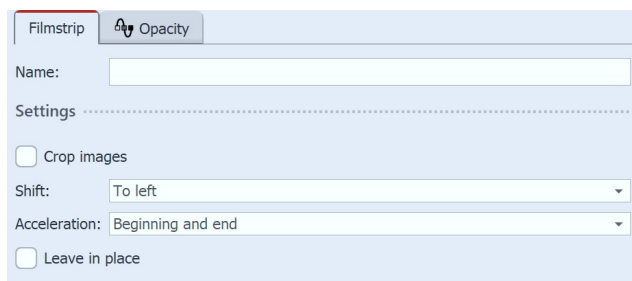 Filmstrip Opacity
Name:
Settings
Crop images
Shift: To left
Acceleration: Beginning and end
Leave in place